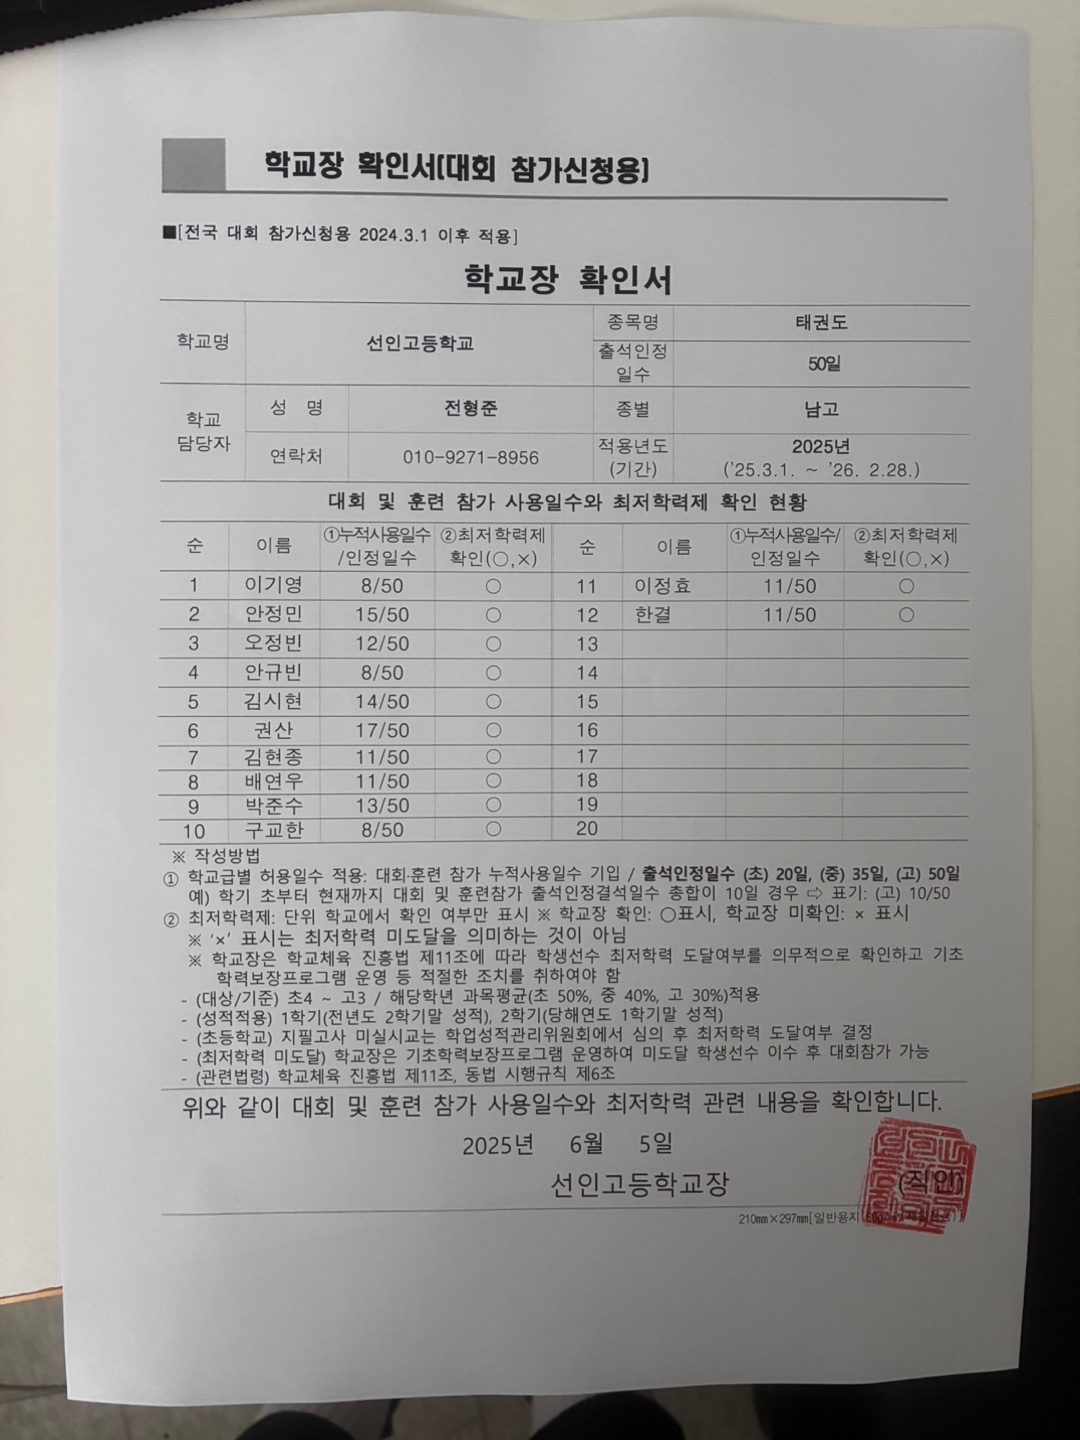 학교장 확인서(대회 참가신청용)
■[전국 대회 참가신청용 2024.3.1 이후 적용]
학교장 확인서
학교명 선인고등학교 종목명 태권도
출석인정 일수 50일
학교 담당자 성 명 전형준 종별 남고
연락처 010-9271-8956 적용년도 (기간) 2025년 ('25.3.1. ~ '26. 2.28.)
대회 및 훈련 참가 사용일수와 최저학력제 확인 현황
순 이름 ①누적사용일수/인정일수 ②최저학력제 확인(○,×) 순 이름 ①누적사용일수/인정일수 ②최저학력제 확인(○,×)
1 이기영 8/50 ○ 11 이정효 11/50 ○
2 안정민 15/50 ○ 12 한결 11/50 ○
3 오정빈 12/50 ○ 13
4 안규빈 8/50 ○ 14
5 김시현 14/50 ○ 15
6 권산 17/50 ○ 16
7 김현종 11/50 ○ 17
8 배연우 11/50 ○ 18
9 박준수 13/50 ○ 19
10 구교한 8/50 ○ 20
※ 작성방법
① 학교급별 허용일수 적용: 대회·훈련 참가 누적사용일수 기입 / 출석인정일수 (초) 20일, (중) 35일, (고) 50일
예) 학기 초부터 현재까지 대회 및 훈련참가 출석인정결석일수 총합이 10일 경우 ⇨ 표기: (고) 10/50
② 최저학력제: 단위 학교에서 확인 여부만 표시 ※ 학교장 확인: ○표시, 학교장 미확인: × 표시
※ '×' 표시는 최저학력 미도달을 의미하는 것이 아님
※ 학교장은 학교체육 진흥법 제11조에 따라 학생선수 최저학력 도달여부를 의무적으로 확인하고 기초
학력보장프로그램 운영 등 적절한 조치를 취하여야 함
- (대상/기준) 초4 ~ 고3 / 해당학년 과목평균(초 50%, 중 40%, 고 30%)적용
- (성적적용) 1학기(전년도 2학기말 성적), 2학기(당해연도 1학기말 성적)
- (초등학교) 지필고사 미실시교는 학업성적관리위원회에서 심의 후 최저학력 도달여부 결정
- (최저학력 미도달) 학교장은 기초학력보장프로그램 운영하여 미도달 학생선수 이수 후 대회참가 가능
- (관련법령) 학교체육 진흥법 제11조, 동법 시행규칙 제6조
위와 같이 대회 및 훈련 참가 사용일수와 최저학력 관련 내용을 확인합니다.
2025년 6월 5일
선인고등학교장 (직인)
210㎜×297㎜[일반용지